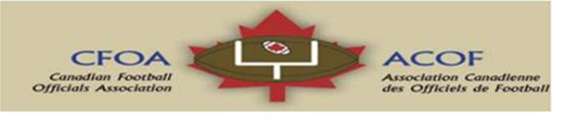 CFOA
Canadian Football
Officials Association
ACOF
Association Canadienne
des Officiels de Football